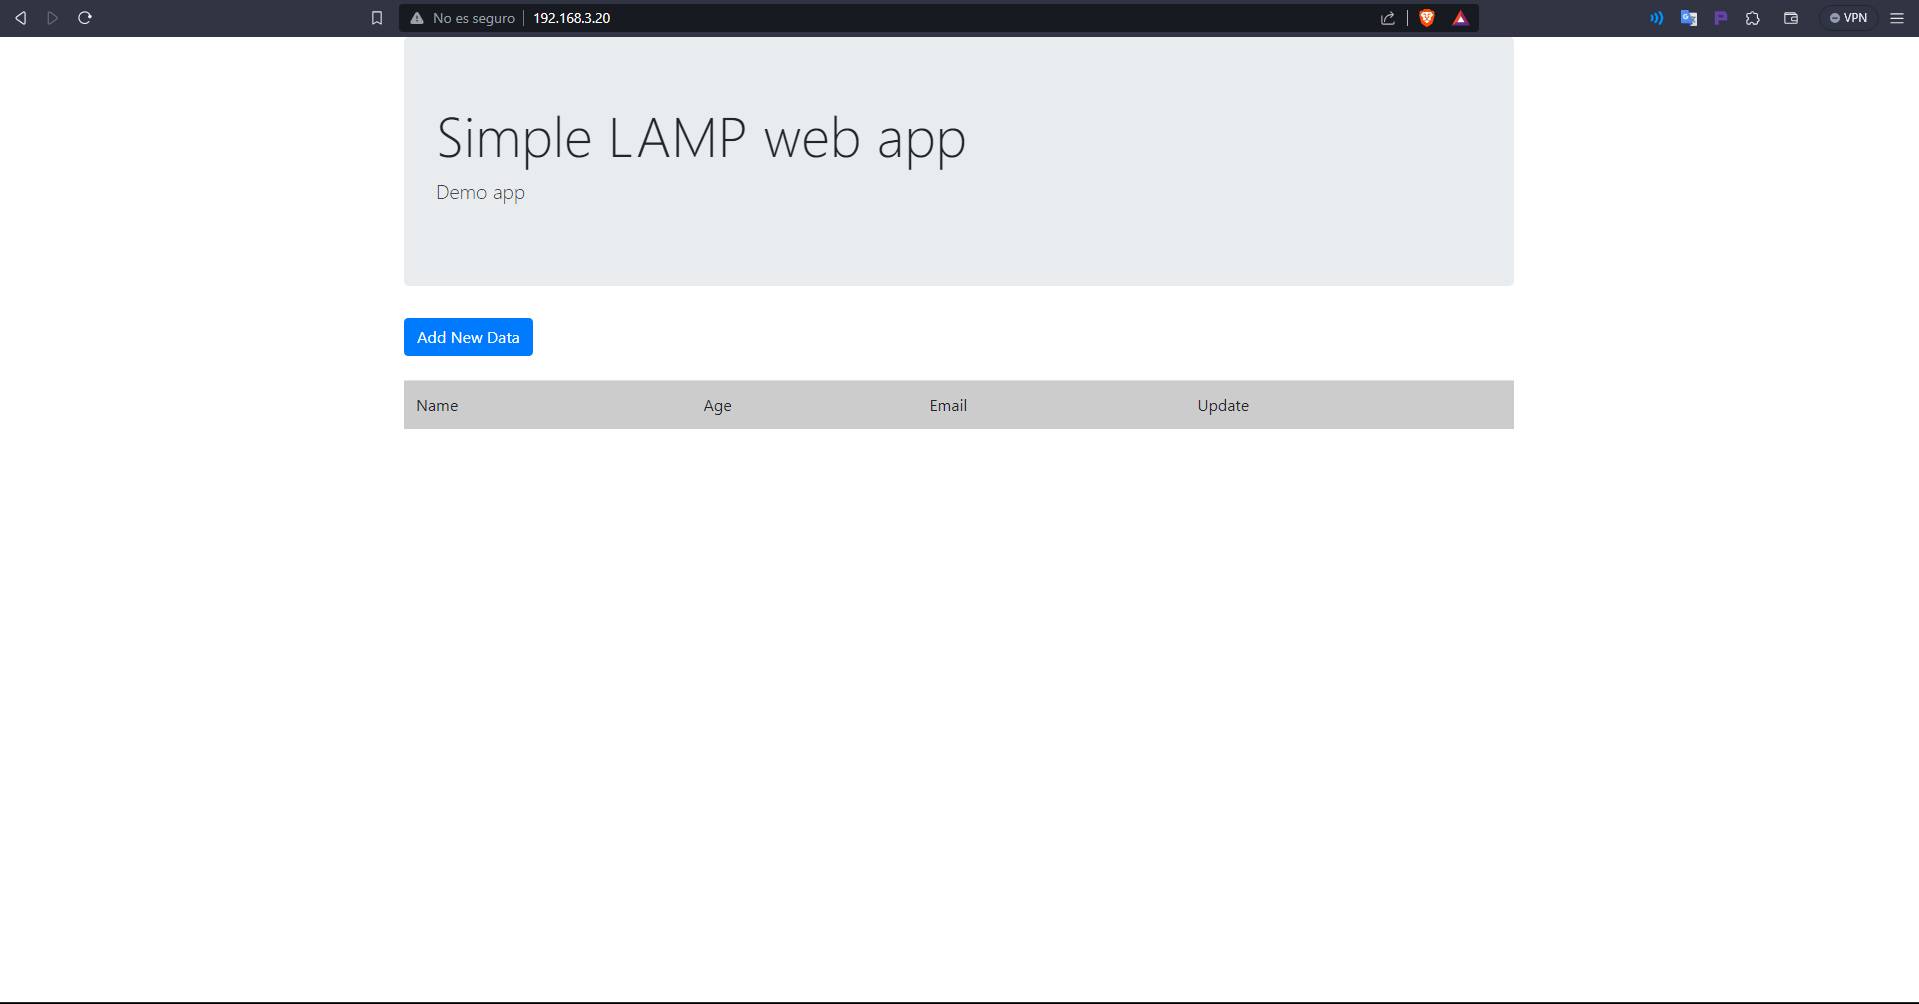 No es seguro 192.168.3.20
VPN
Simple LAMP web app
Demo app
Add New Data
Name Age Email Update